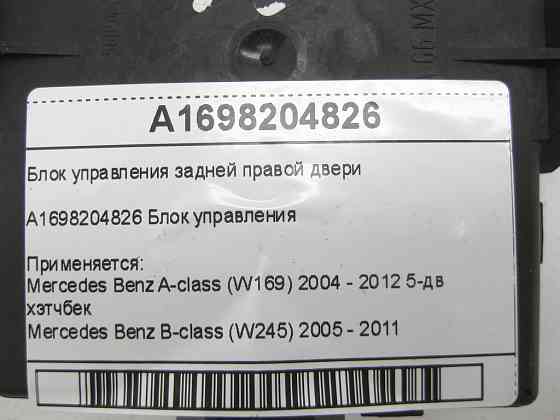 A1698204826
Блок управления задней правой двери
A1698204826 Блок управления
Применяется:
Mercedes Benz A-class (W169) 2004 - 2012 5-дв
хэтчбек
Mercedes Benz B-class (W245) 2005 - 2011